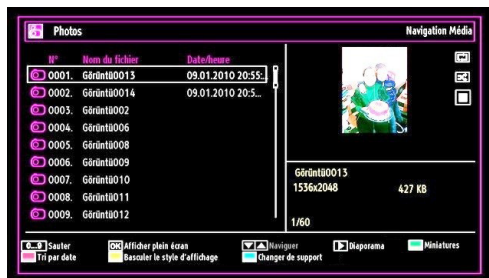 Photos
Navigation Média
N° Nom du fichier Date/heure
0001. Görüntü0013 09.01.2010 20:55:..
0002. Görüntü0014 09.01.2010 20:5...
0003. Görüntü002
0004. Görüntü006
0005. Görüntü008
0006. Görüntü009
0007. Görüntü010
0008. Görüntü011
0009. Görüntü012
Görüntü0013
1536x2048 427 KB
1/60
0...9 Sauter OK Afficher plein écran Naviguer Diaporama Miniatures
Tri par date Basculer le style d'affichage Changer de support